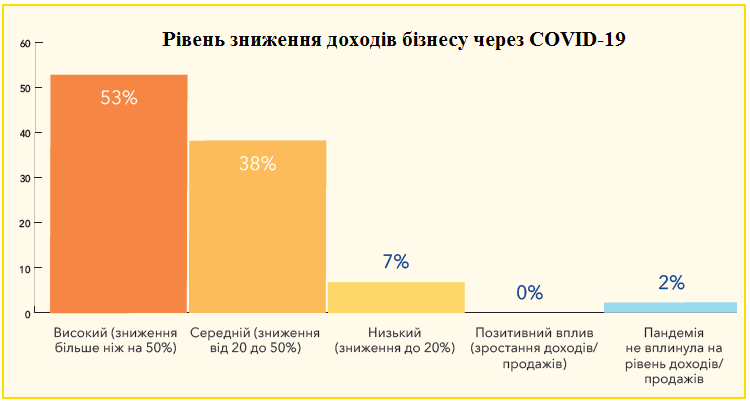 Рівень зниження доходів бізнесу через COVID-19
60
50
40
30
20
10
0
53%
38%
7%
0%
2%
Високий (зниження
більше ніж на 50%)
Середній (зниження
від 20 до 50%)
Низький
(зниження до 20%)
Позитивний вплив
(зростання доходів/
продажів)
Пандемія
не вплинула на
рівень доходів/
продажів